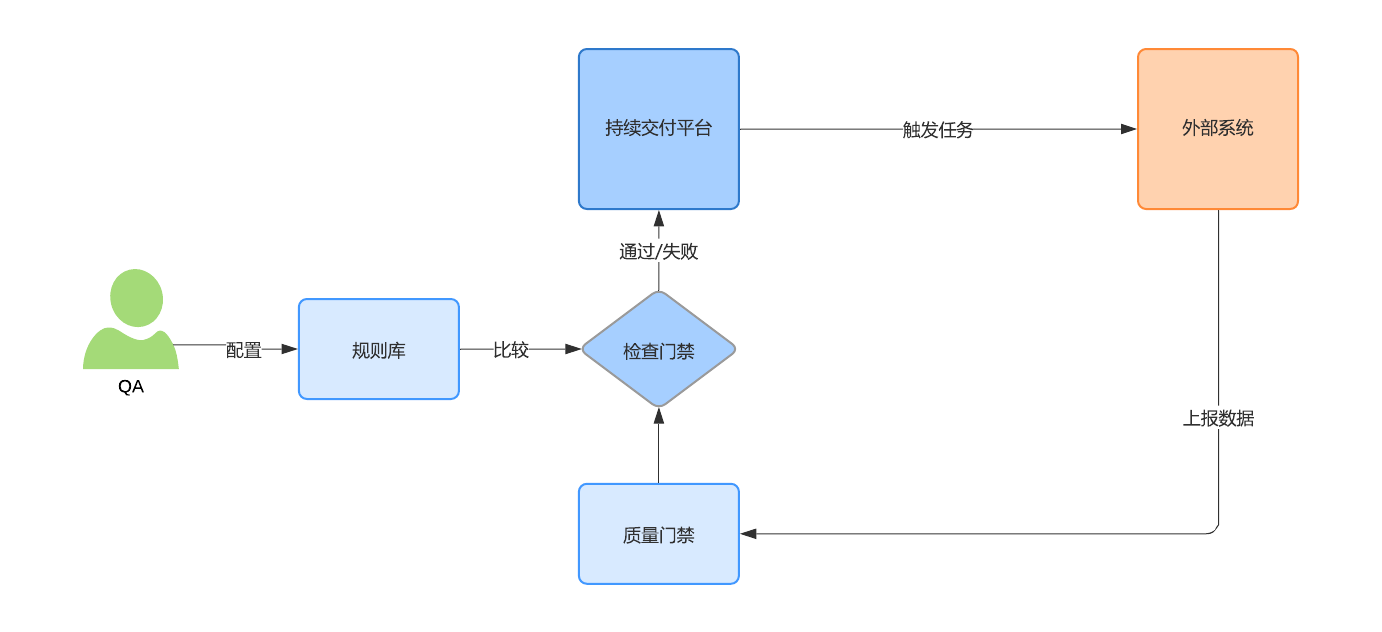 持续交付平台
触发任务
外部系统
通过/失败
配置
规则库
比较
检查门禁
QA
上报数据
质量门禁